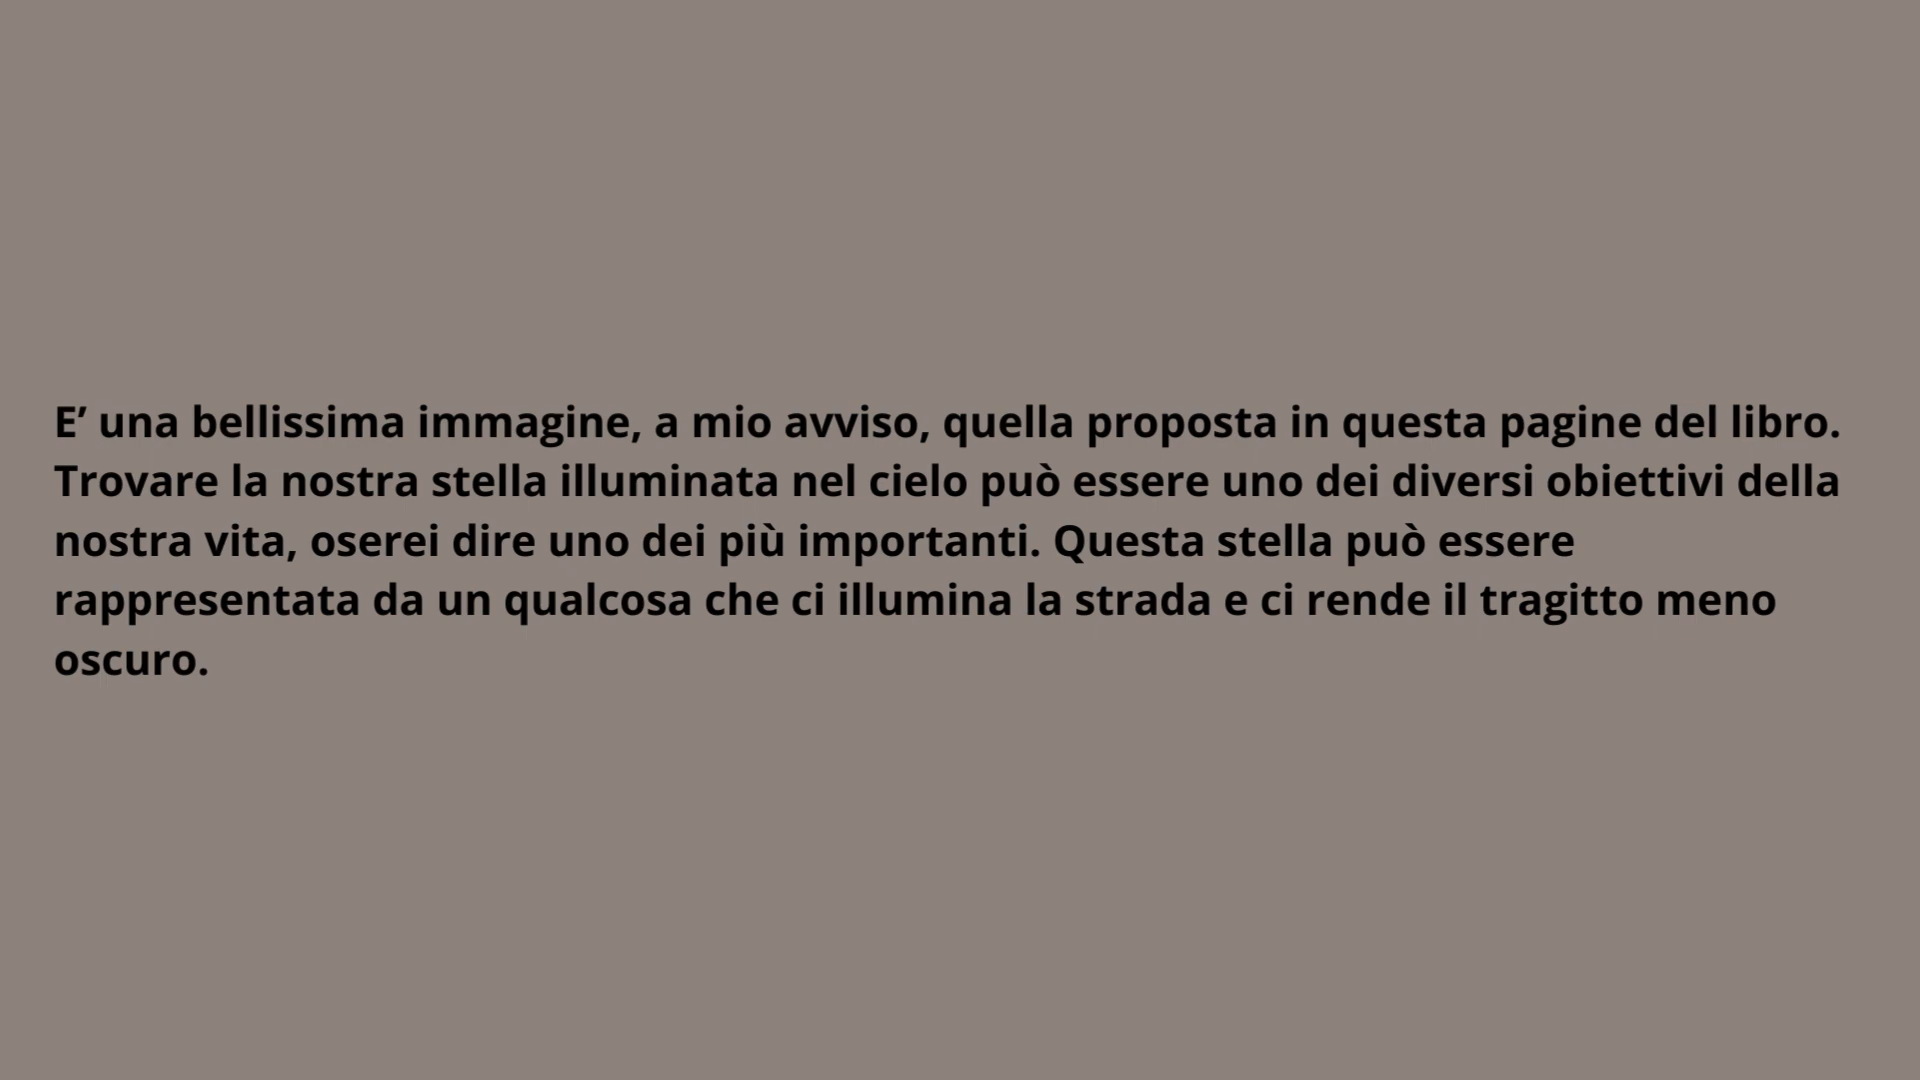 E’ una bellissima immagine, a mio avviso, quella proposta in questa pagine del libro.
Trovare la nostra stella illuminata nel cielo può essere uno dei diversi obiettivi della
nostra vita, oserei dire uno dei più importanti. Questa stella può essere
rappresentata da un qualcosa che ci illumina la strada e ci rende il tragitto meno
oscuro.